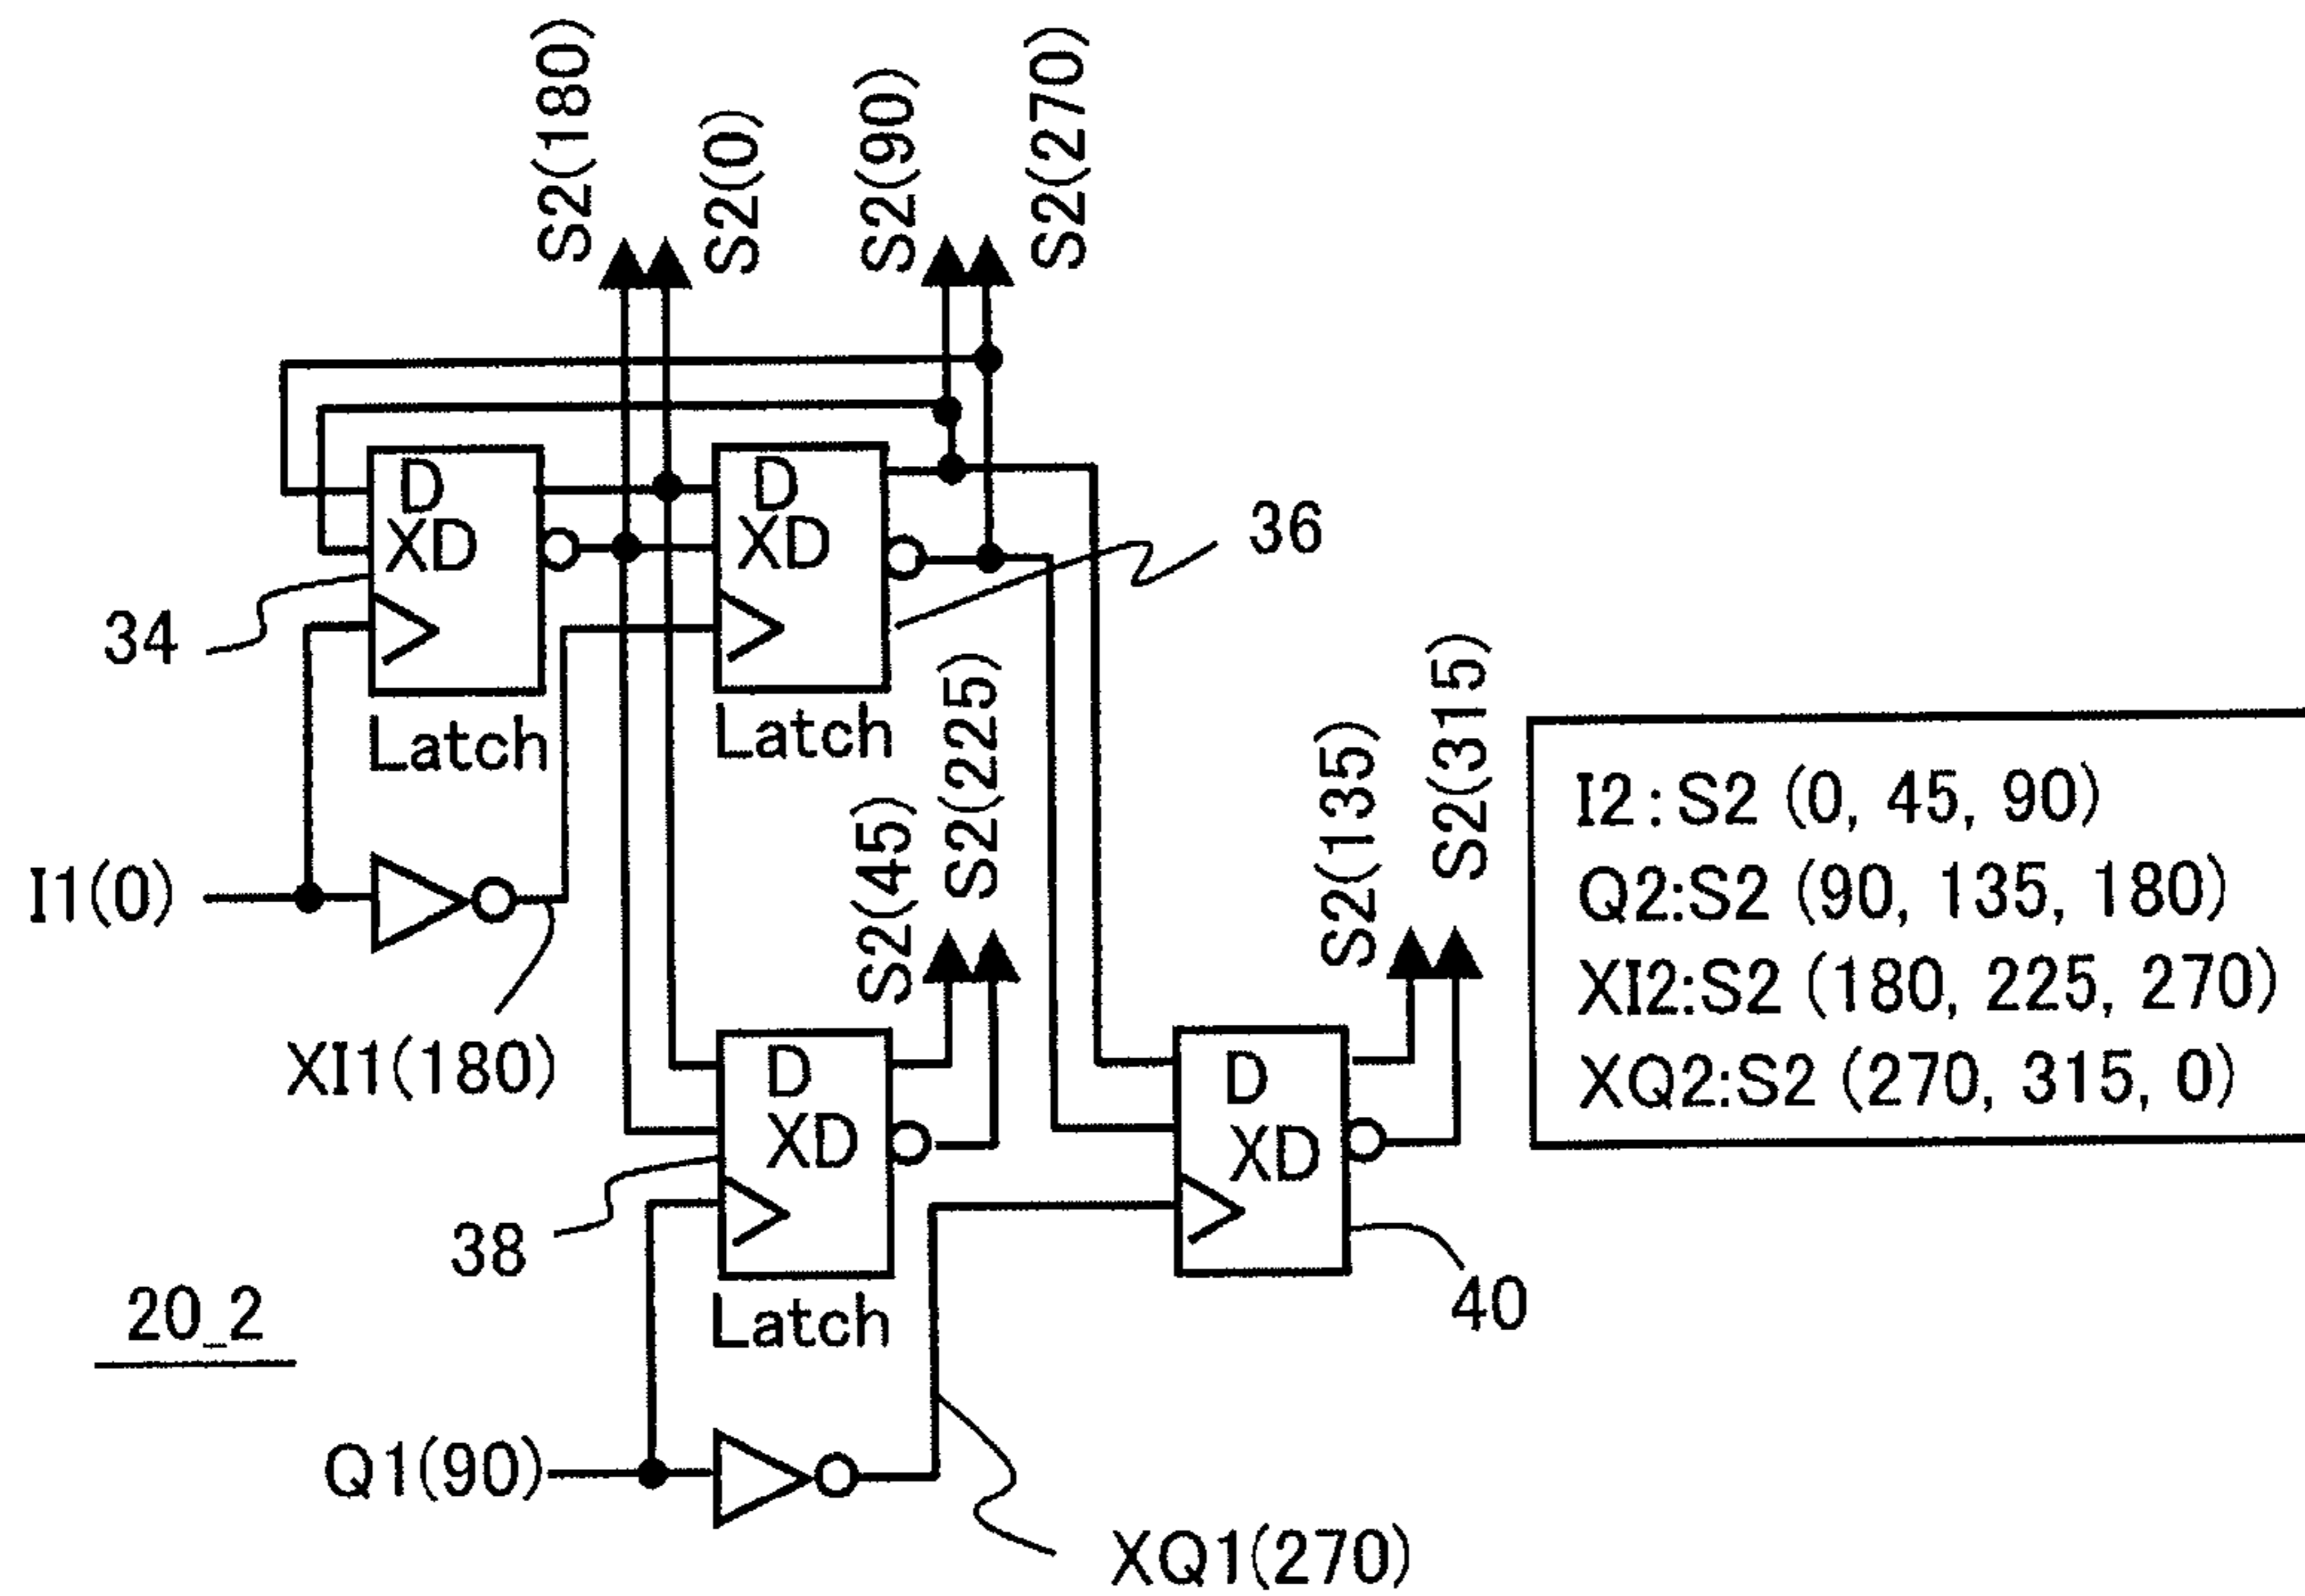 S2(180)
S2(0)
S2(90)
S2(270)
D
XD
D
XD
36
34
Latch
Latch
S2(45)
S2(225)
S2(135)
S2(315)
I1(0)
XI1(180)
I2:S2 (0, 45, 90)
Q2:S2 (90, 135, 180)
XI2:S2 (180, 225, 270)
XQ2:S2 (270, 315, 0)
D
XD
D
XD
38
40
Latch
20_2
Q1(90)
XQ1(270)